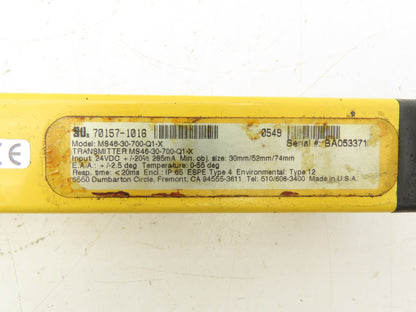 70157-1016 0549
Model: MS46-30-700-Q1-X Serial #: BA053371
TRANSMITTER MS46-30-700-Q1-X
Input: 24VDC +/-20% 285mA Min. obj. size: 30mm/52mm/74mm
E.A.A.: +/-2.5 deg Temperature: 0-55 deg
Resp. time: <20ms Encl.: IP 65 ESPE Type 4 Environmental: Type 12
6550 Dumbarton Circle, Fremont, CA 94555-3611 Tel: 510/608-3400 Made in U.S.A.
CE